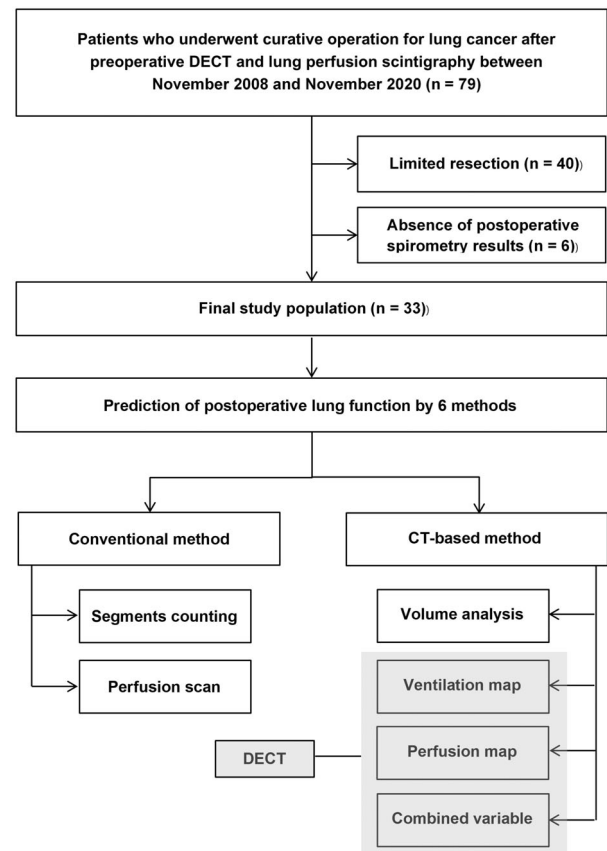 Patients who underwent curative operation for lung cancer after
preoperative DECT and lung perfusion scintigraphy between
November 2008 and November 2020 (n = 79)
Limited resection (n = 40))
Absence of postoperative
spirometry results (n = 6))
Final study population (n = 33))
Prediction of postoperative lung function by 6 methods
Conventional method
CT-based method
Segments counting
Volume analysis
Perfusion scan
Ventilation map
DECT
Perfusion map
Combined variable